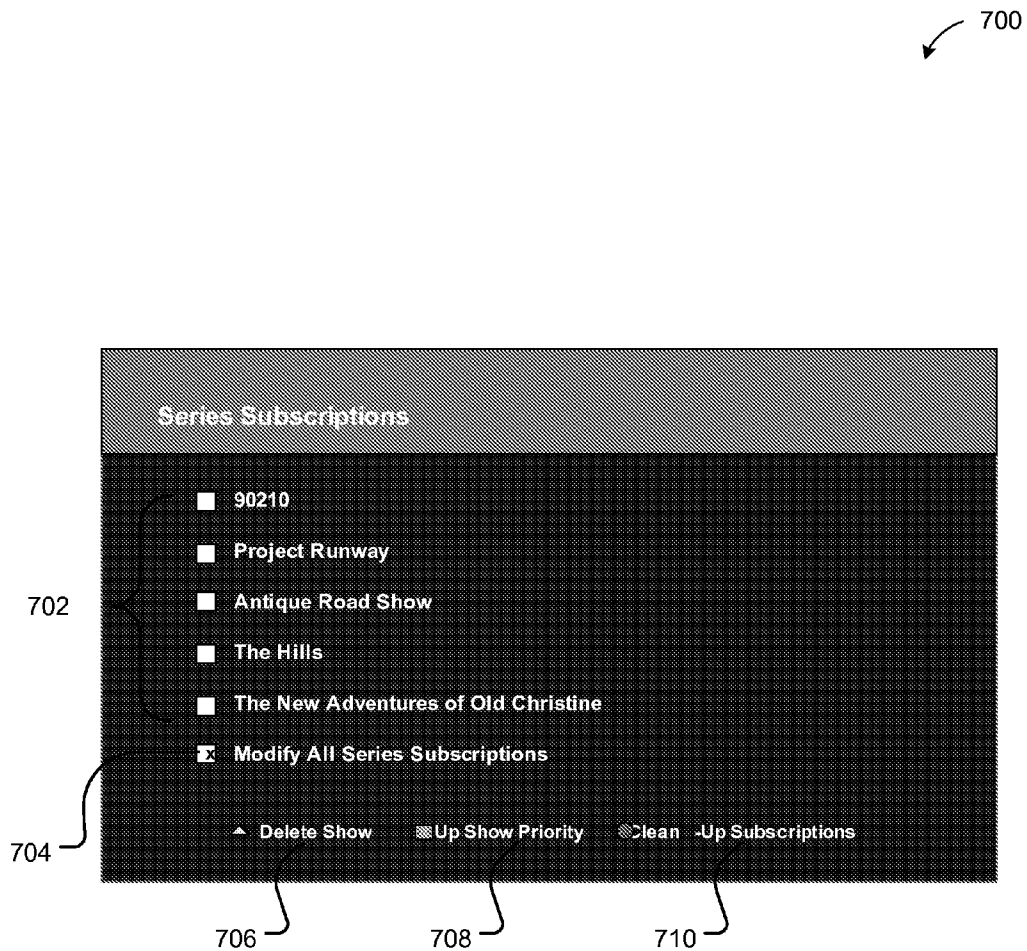 700
Series Subscriptions
90210
Project Runway
702
Antique Road Show
The Hills
The New Adventures of Old Christine
x Modify All Series Subscriptions
Delete Show Up Show Priority Clean -Up Subscriptions
704
706 708 710